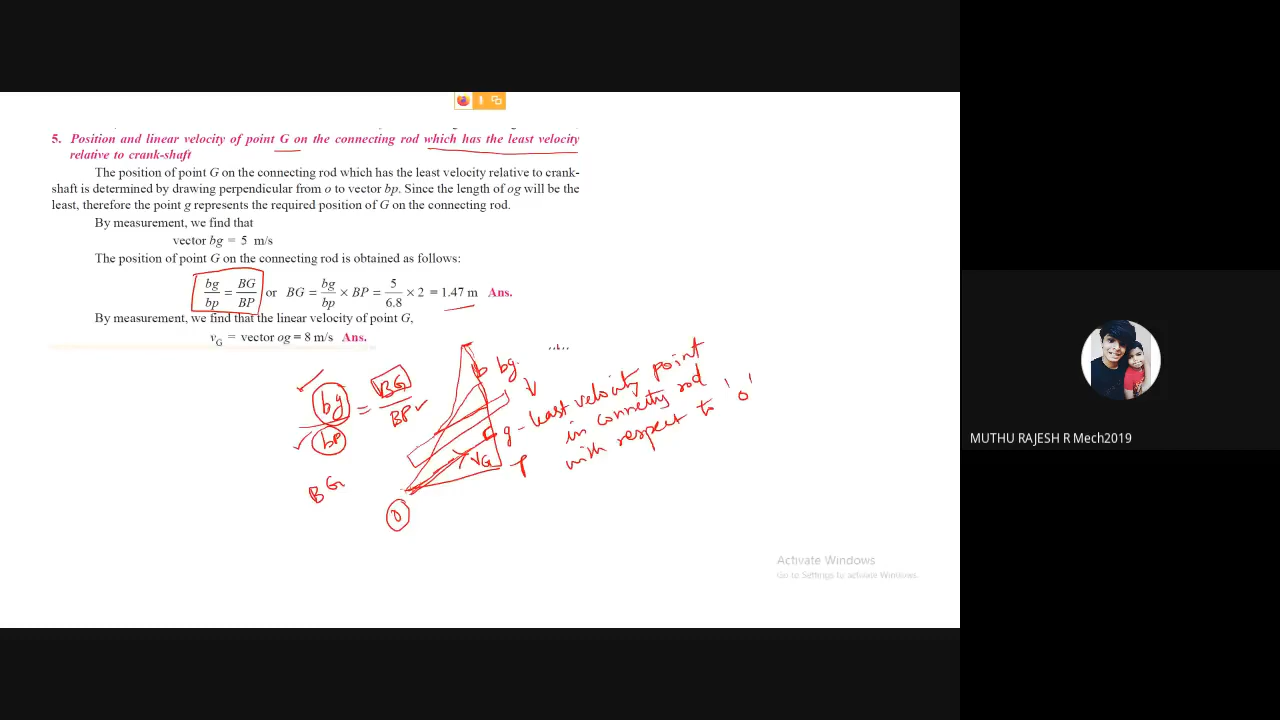 5. Position and linear velocity of point G on the connecting rod which has the least velocity
relative to crank-shaft
The position of point G on the connecting rod which has the least velocity relative to crank-
shaft is determined by drawing perpendicular from o to vector bp. Since the length of og will be the
least, therefore the point g represents the required position of G on the connecting rod.
By measurement, we find that
vector bg = 5 m/s
The position of point G on the connecting rod is obtained as follows:
bg/bp = BG/BP or BG = bg/bp × BP = 5/6.8 × 2 = 1.47 m Ans.
By measurement, we find that the linear velocity of point G,
vG = vector og = 8 m/s Ans.
bg/bp = BG/BP
BG
b bg
g - least velocity point
in connecting rod
with respect to 'o'
VG
P
o
MUTHU RAJESH R Mech2019
Activate Windows
Go to Settings to activate Windows.